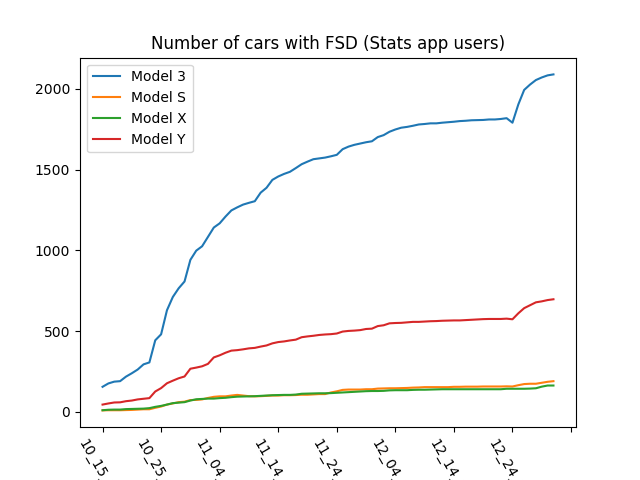 Number of cars with FSD (Stats app users)
Model 3
Model S
Model X
Model Y
2000
1500
1000
500
0
10_15.
10_25.
11_04.
11_14.
11_24.
12_04.
12_14.
12_24.